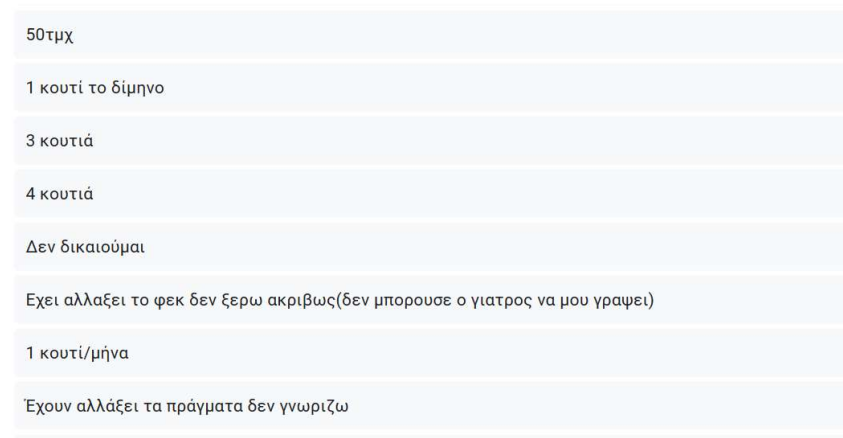 50τμχ
1 κουτί το δίμηνο
3 κουτιά
4 κουτιά
Δεν δικαιούμαι
Εχει αλλαξει το φεκ δεν ξερω ακριβως(δεν μπορουσε ο γιατρος να μου γραψει)
1 κουτί/μήνα
Έχουν αλλάξει τα πράγματα δεν γνωριζω